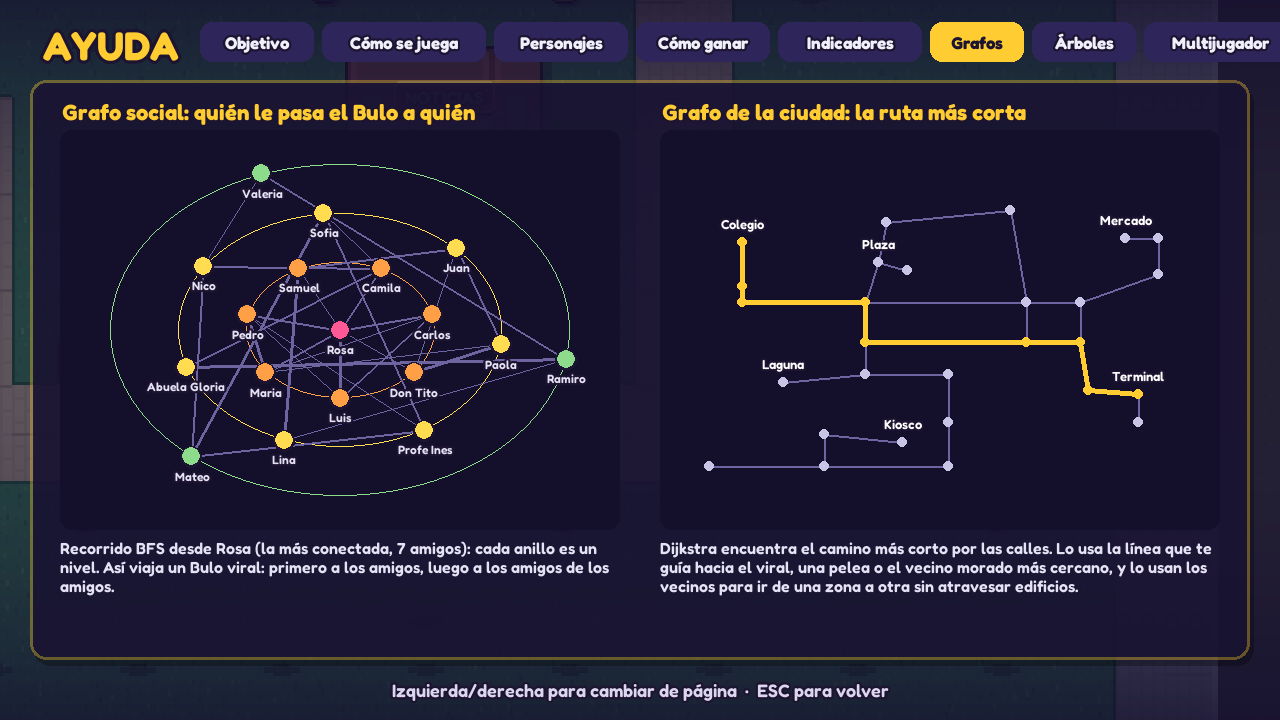 AYUDA
Objetivo
Cómo se juega
Personajes
Cómo ganar
Indicadores
Grafos
Árboles
Multijugador
Grafo social: quién le pasa el Bulo a quién
Valeria
Sofia
Juan
Nico
Samuel
Camila
Pedro
Carlos
Rosa
Paola
Ramiro
Abuela Gloria
Maria
Don Tito
Luis
Profe Ines
Lina
Mateo
Recorrido BFS desde Rosa (la más conectada, 7 amigos): cada anillo es un
nivel. Así viaja un Bulo viral: primero a los amigos, luego a los amigos de los
amigos.
Grafo de la ciudad: la ruta más corta
Colegio
Mercado
Plaza
Laguna
Terminal
Kiosco
Dijkstra encuentra el camino más corto por las calles. Lo usa la línea que te
guía hacia el viral, una pelea o el vecino morado más cercano, y lo usan los
vecinos para ir de una zona a otra sin atravesar edificios.
Izquierda/derecha para cambiar de página · ESC para volver